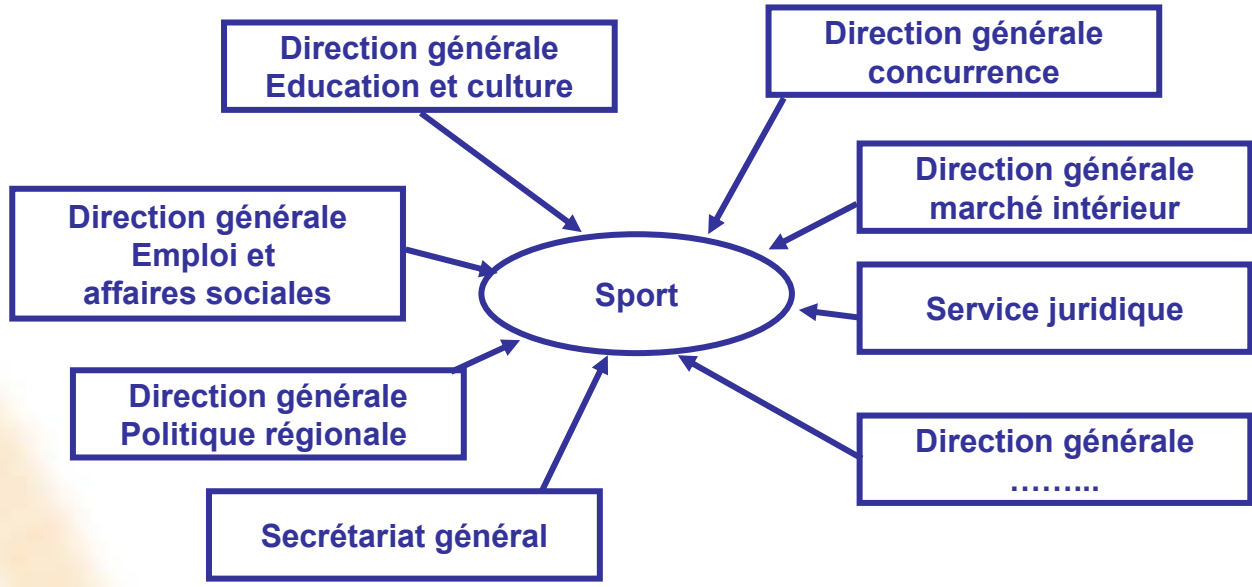 Direction générale
Education et culture
Direction générale
concurrence
Direction générale
Emploi et
affaires sociales
Direction générale
marché intérieur
Sport
Service juridique
Direction générale
Politique régionale
Direction générale
……...
Secrétariat général